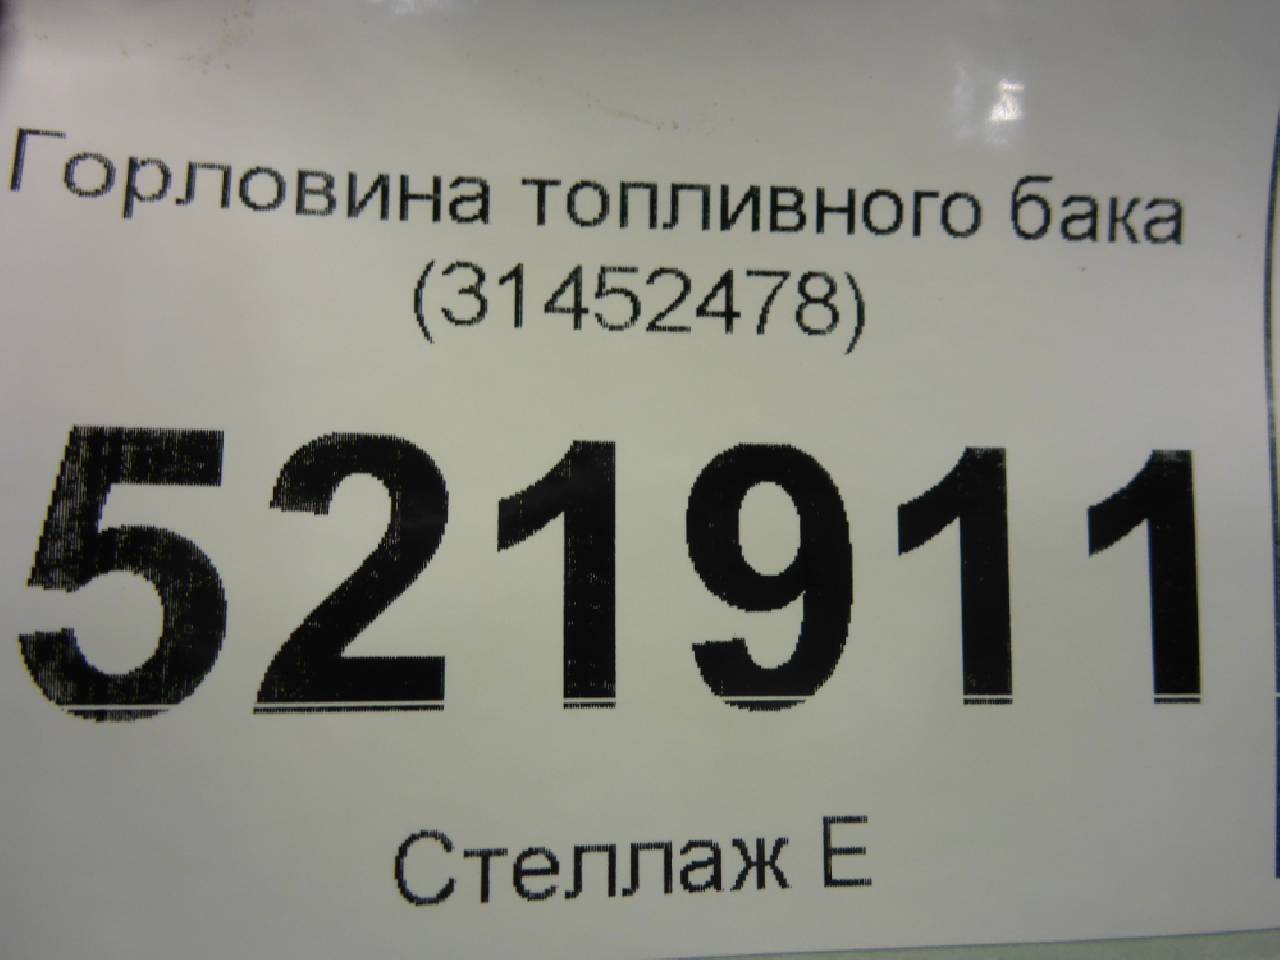 Горловина топливного бака
(31452478)
521911
Стеллаж Е